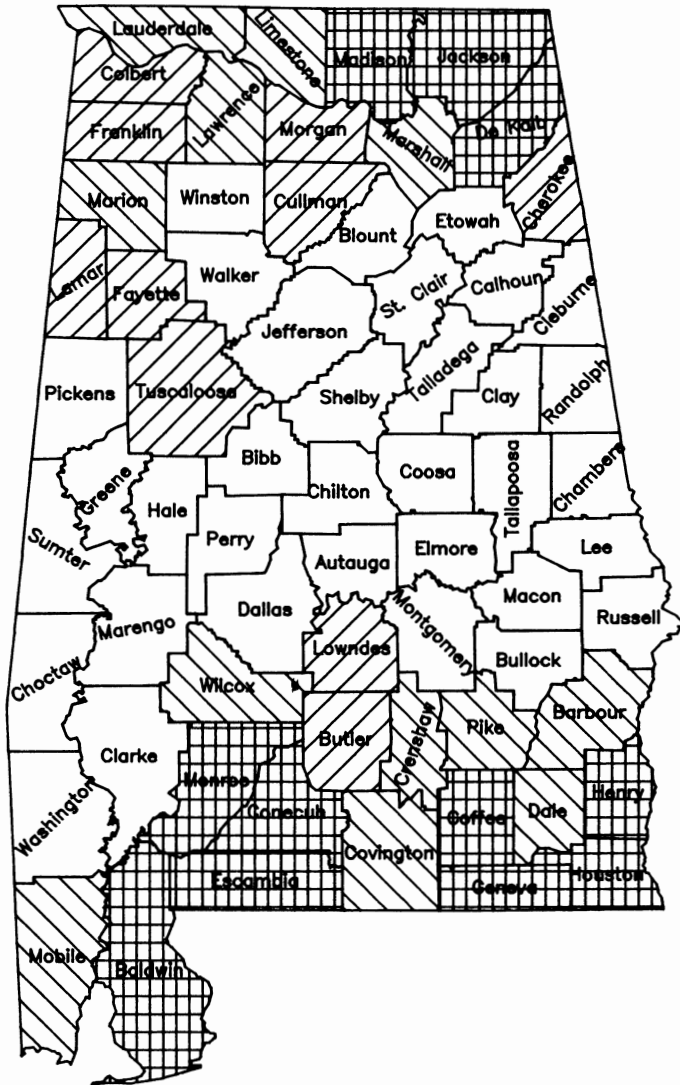 Lauderdale
Limestone
Madison
Jackson
Colbert
Lawrence
Franklin
Morgan
Marshall
De Kalb
Marion
Winston
Cullman
Blount
Etowah
Cherokee
Lamar
Fayette
Walker
St. Clair
Calhoun
Cleburne
Jefferson
Talladega
Pickens
Tuscaloosa
Shelby
Clay
Randolph
Greene
Hale
Bibb
Chilton
Coosa
Tallapoosa
Chambers
Sumter
Perry
Autauga
Elmore
Lee
Marengo
Dallas
Lowndes
Montgomery
Macon
Russell
Choctaw
Wilcox
Bullock
Clarke
Butler
Crenshaw
Pike
Barbour
Washington
Monroe
Conecuh
Covington
Coffee
Dale
Henry
Escambia
Geneva
Houston
Mobile
Baldwin